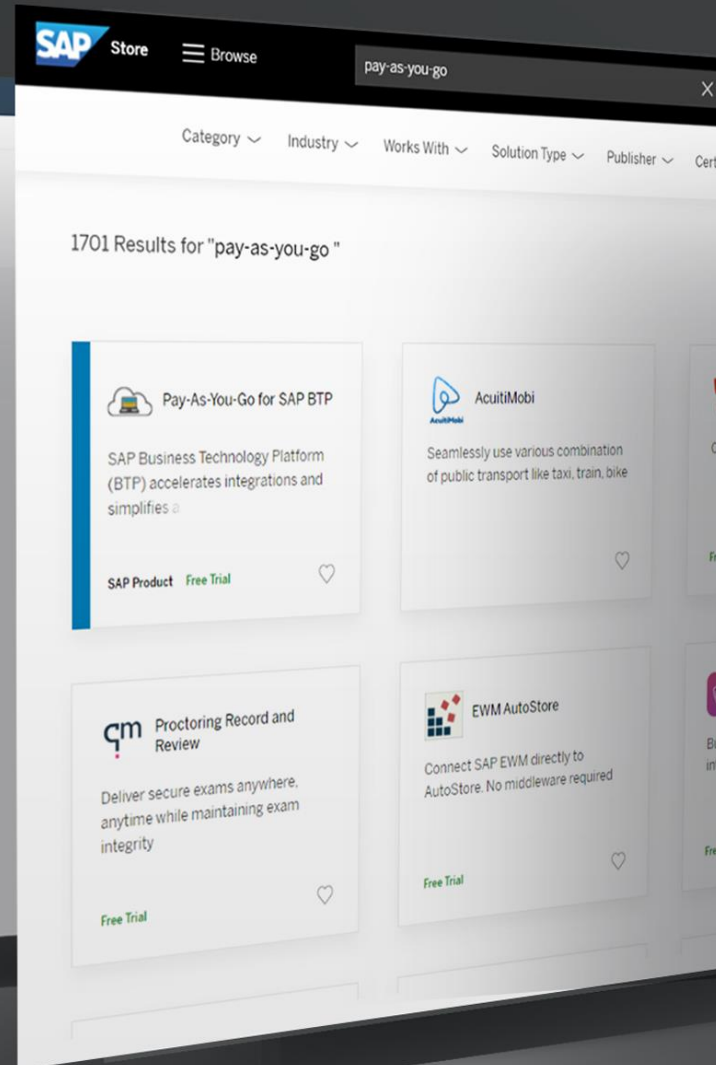 SAP Store Browse pay-as-you-go X
Category Industry Works With Solution Type Publisher
1701 Results for "pay-as-you-go "
Pay-As-You-Go for SAP BTP
SAP Business Technology Platform
(BTP) accelerates integrations and
simplifies a
SAP Product Free Trial
AcuitiMobi
AcuitiMobi
Seamlessly use various combination
of public transport like taxi, train, bike
qm Proctoring Record and
Review
Deliver secure exams anywhere,
anytime while maintaining exam
integrity
Free Trial
EWM AutoStore
Connect SAP EWM directly to
AutoStore. No middleware required
Free Trial